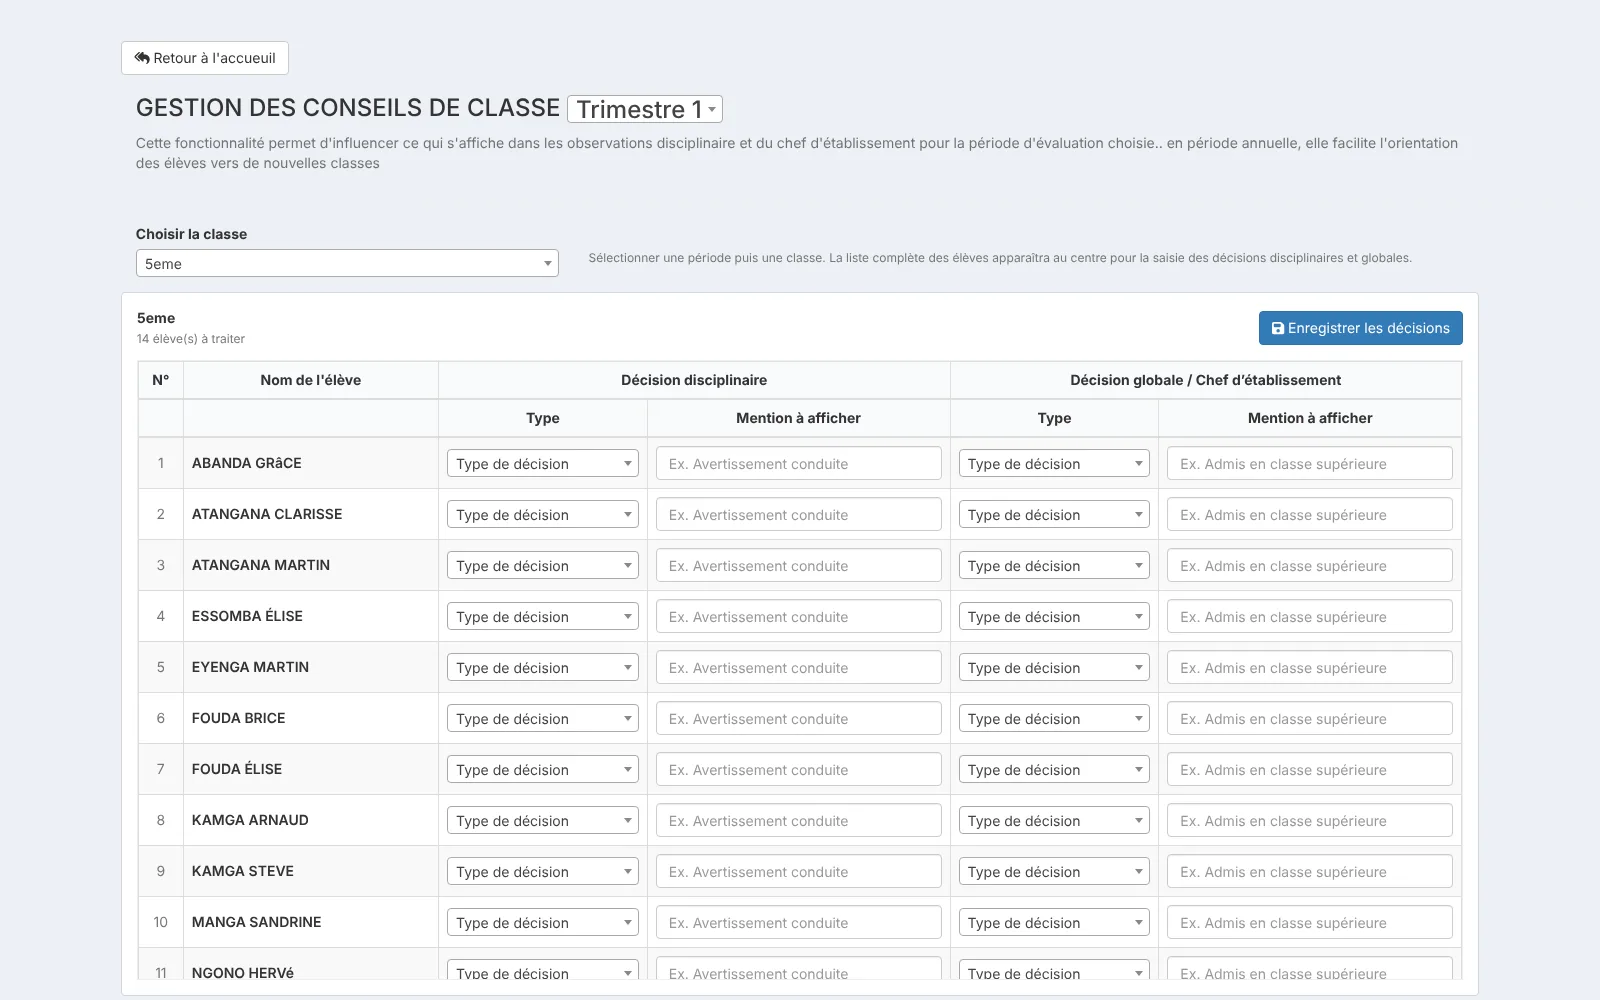 Retour à l'accueuil
GESTION DES CONSEILS DE CLASSE Trimestre 1
Cette fonctionnalité permet d'influencer ce qui s'affiche dans les observations disciplinaire et du chef d'établissement pour la période d'évaluation choisie.. en période annuelle, elle facilite l'orientation
des élèves vers de nouvelles classes
Choisir la classe
5eme
Sélectionner une période puis une classe. La liste complète des élèves apparaîtra au centre pour la saisie des décisions disciplinaires et globales.
5eme
14 élève(s) à traiter
Enregistrer les décisions
N° Nom de l'élève Décision disciplinaire Décision globale / Chef d’établissement
Type Mention à afficher Type Mention à afficher
1 ABANDA GRâCE Type de décision Ex. Avertissement conduite Type de décision Ex. Admis en classe supérieure
2 ATANGANA CLARISSE Type de décision Ex. Avertissement conduite Type de décision Ex. Admis en classe supérieure
3 ATANGANA MARTIN Type de décision Ex. Avertissement conduite Type de décision Ex. Admis en classe supérieure
4 ESSOMBA ÉLISE Type de décision Ex. Avertissement conduite Type de décision Ex. Admis en classe supérieure
5 EYENGA MARTIN Type de décision Ex. Avertissement conduite Type de décision Ex. Admis en classe supérieure
6 FOUDA BRICE Type de décision Ex. Avertissement conduite Type de décision Ex. Admis en classe supérieure
7 FOUDA ÉLISE Type de décision Ex. Avertissement conduite Type de décision Ex. Admis en classe supérieure
8 KAMGA ARNAUD Type de décision Ex. Avertissement conduite Type de décision Ex. Admis en classe supérieure
9 KAMGA STEVE Type de décision Ex. Avertissement conduite Type de décision Ex. Admis en classe supérieure
10 MANGA SANDRINE Type de décision Ex. Avertissement conduite Type de décision Ex. Admis en classe supérieure
11 NGONO HERVé Type de décision Ex. Avertissement conduite Type de décision Ex. Admis en classe supérieure